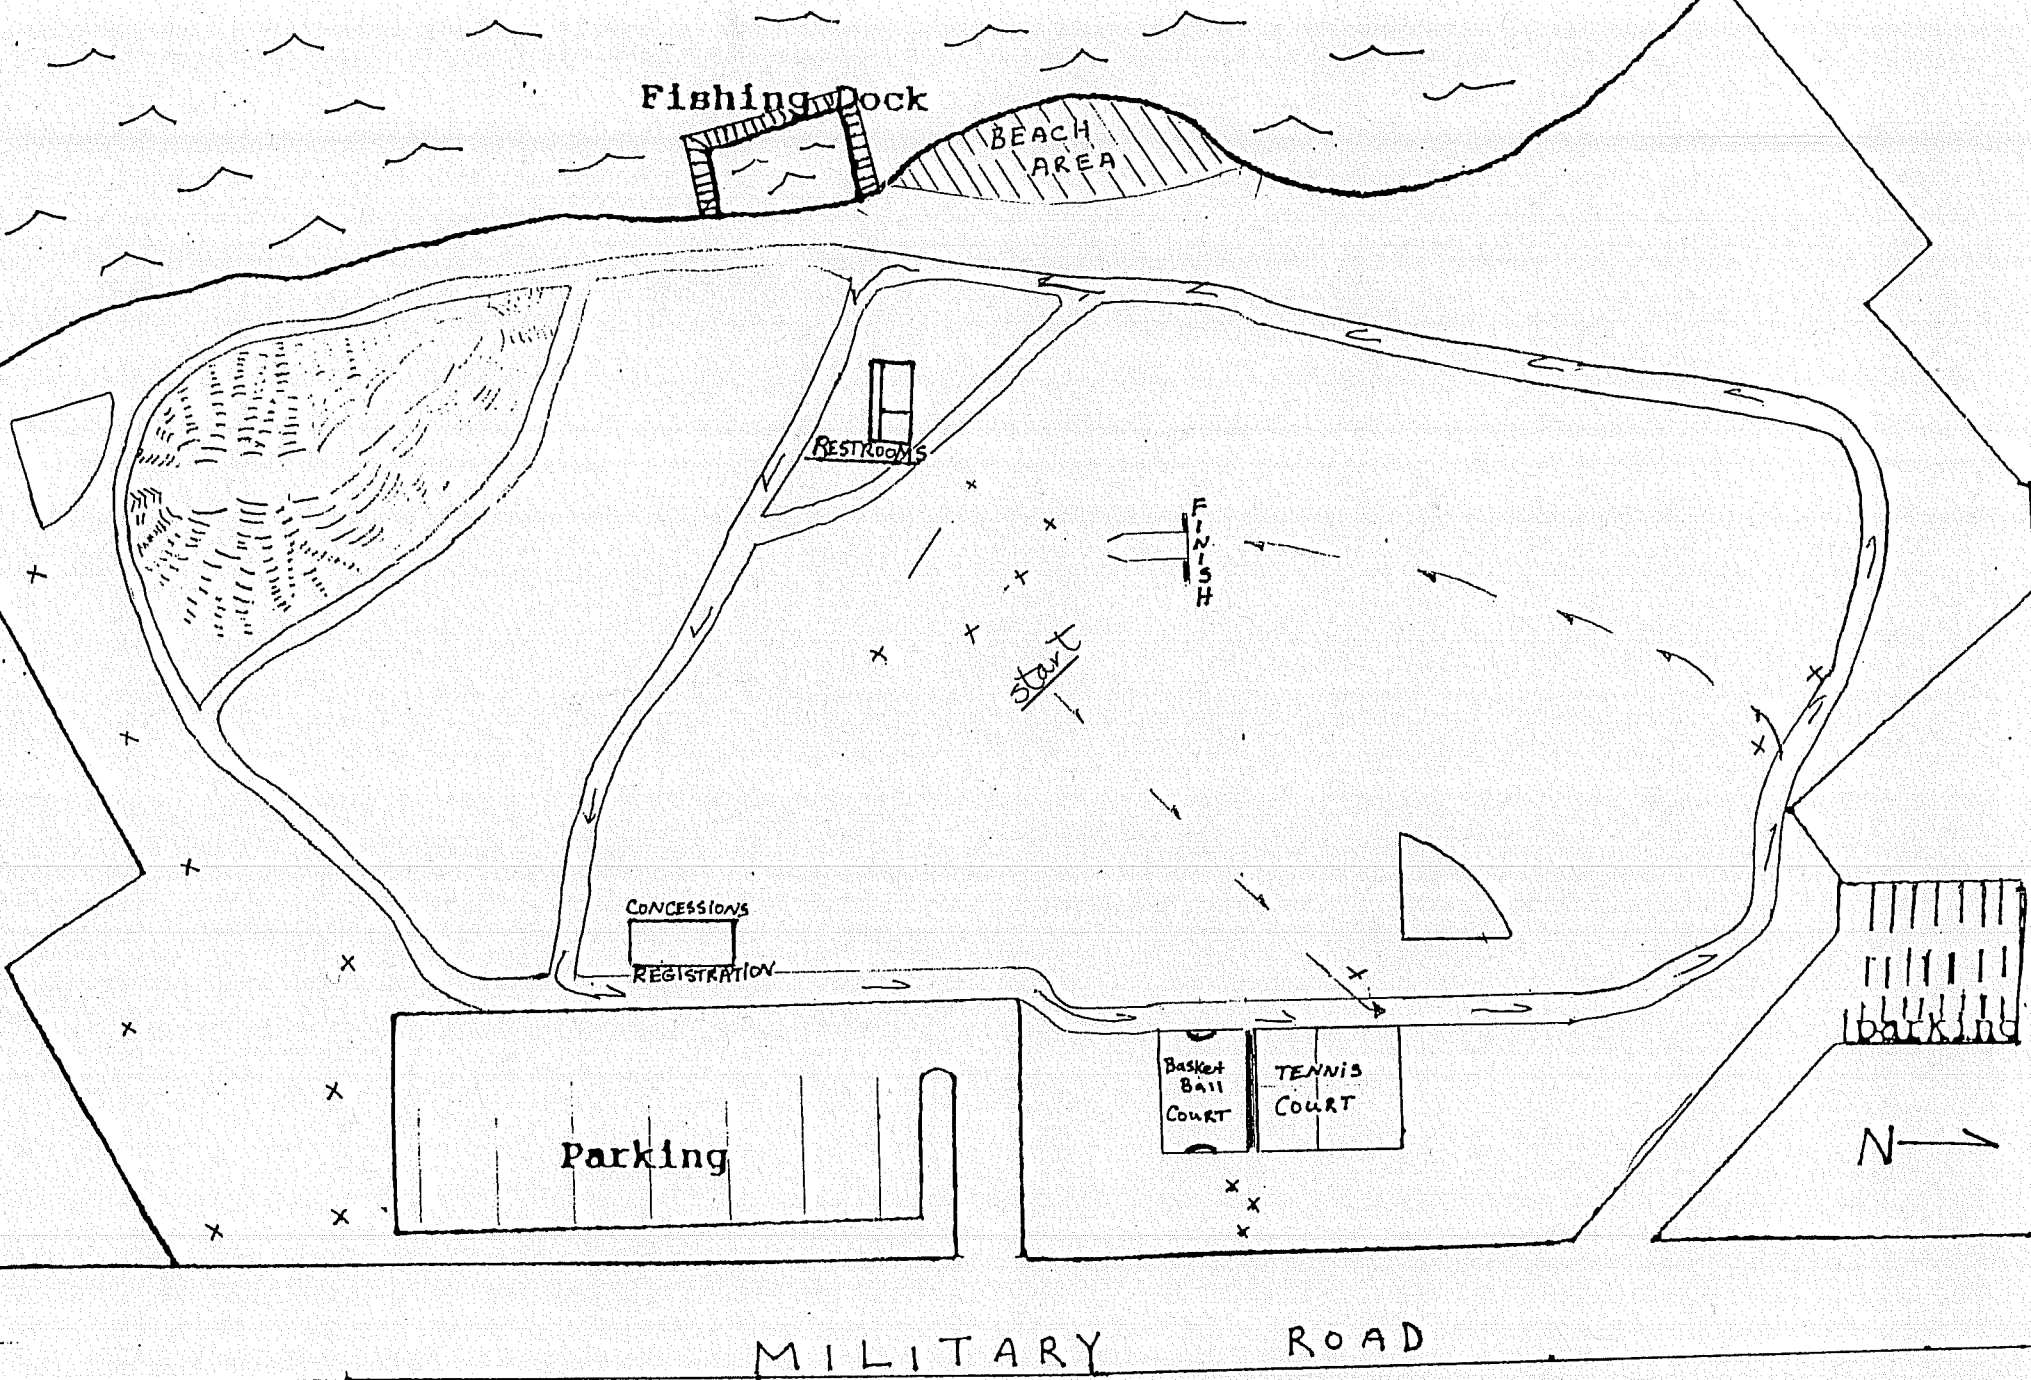 Fishing Dock
BEACH
AREA
RESTROOMS
FINISH
start
CONCESSIONS
REGISTRATION
Basket
Ball
COURT
TENNIS
COURT
parking
Parking
N
MILITARY ROAD